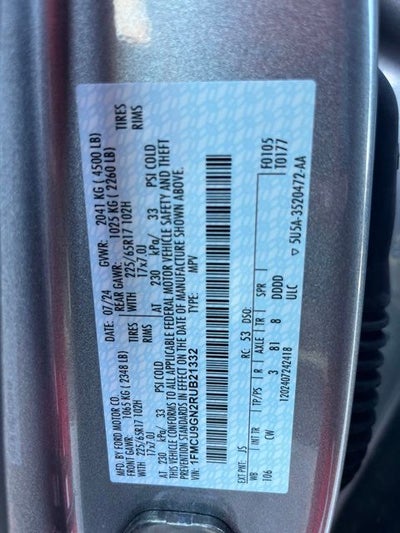 MFD. BY FORD MOTOR CO.
DATE: 07/24 GVWR: 2041 KG ( 4500 LB)
FRONT GAWR: 1065 KG ( 2348 LB) REAR GAWR: 1025 KG ( 2260 LB)
WITH 225/65R17 102H TIRES WITH 225/65R17 102H TIRES
17x7.0J RIMS 17x7.0J RIMS
AT 230 kPa/ 33 PSI COLD AT 230 kPa/ 33 PSI COLD
THIS VEHICLE CONFORMS TO ALL APPLICABLE FEDERAL MOTOR VEHICLE SAFETY AND THEFT
PREVENTION STANDARDS IN EFFECT ON THE DATE OF MANUFACTURE SHOWN ABOVE.
VIN: 1FMCU9GN2RUB21332
TYPE: MPV
F0105
T0177
EXT PNT: JS RC: 53 DSO:
WB INT TR TP/PS R AXLE TR SPR
106 CW 3 81 8 DDDD
ULC
1202407242418
5U5A-3520472-AA